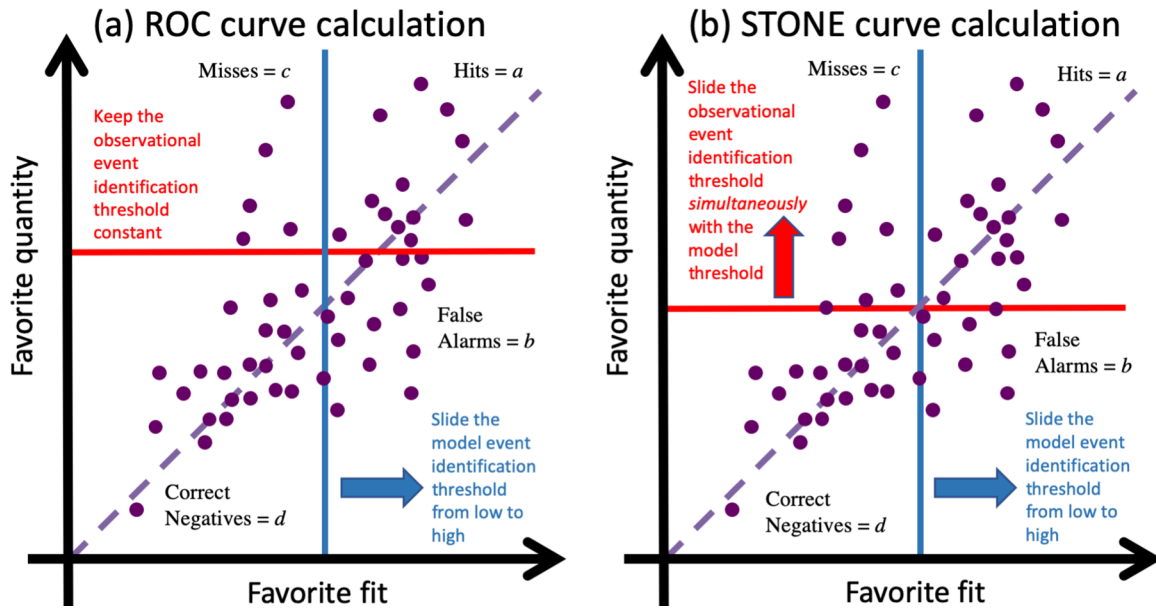 (a) ROC curve calculation
Misses = c
Hits = a
Keep the
observational
event
identification
threshold
constant
False
Alarms = b
Slide the
model event
identification
threshold
from low to
high
Correct
Negatives = d
Favorite quantity
Favorite fit
(b) STONE curve calculation
Misses = c
Hits = a
Slide the
observational
event
identification
threshold
simultaneously
with the
model
threshold
False
Alarms = b
Slide the
model event
identification
threshold
from low to
high
Correct
Negatives = d
Favorite quantity
Favorite fit